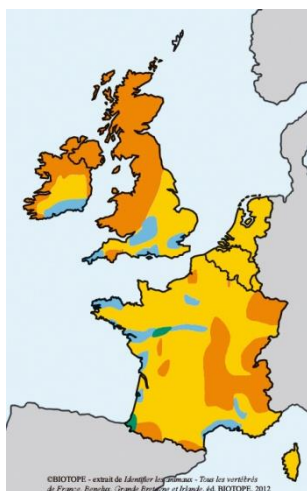 ©BIOTOPE - extrait de Identifier les animaux - Tous les vertébrés
de France, Benelux, Grande Bretagne et Irlande, éd. BIOTOPE, 2012